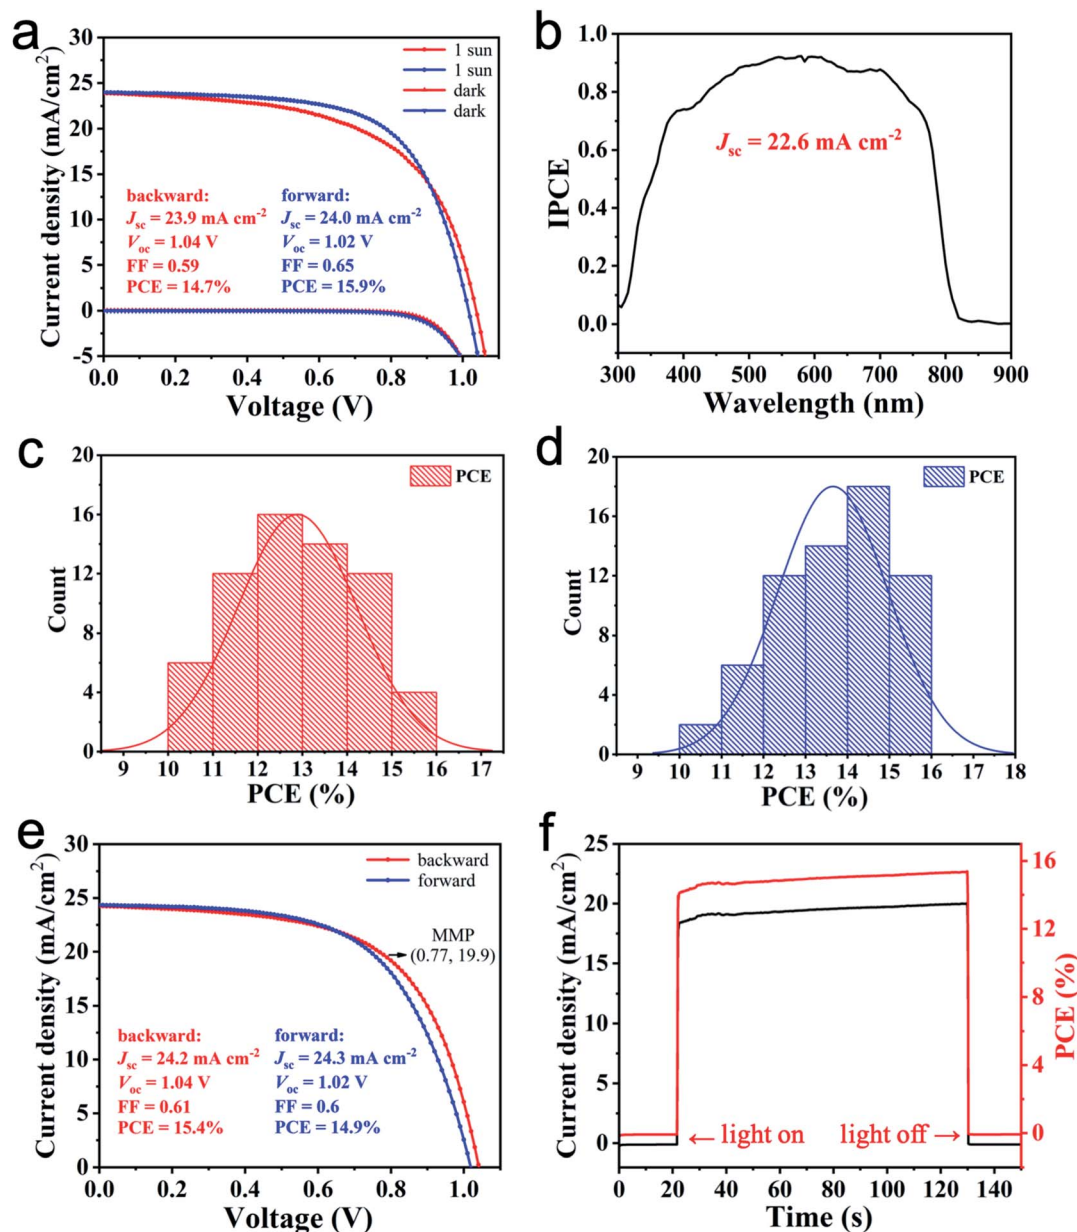 a
30
25
20
15
10
5
0
-5
Current density (mA/cm²)
1 sun
1 sun
dark
dark
backward:
Jsc = 23.9 mA cm-2
Voc = 1.04 V
FF = 0.59
PCE = 14.7%
forward:
Jsc = 24.0 mA cm-2
Voc = 1.02 V
FF = 0.65
PCE = 15.9%
0.0 0.2 0.4 0.6 0.8 1.0
Voltage (V)
b
1.0
0.8
0.6
0.4
0.2
0.0
IPCE
Jsc = 22.6 mA cm-2
300 400 500 600 700 800 900
Wavelength (nm)
c
20
16
12
8
4
0
Count
PCE
9 10 11 12 13 14 15 16 17
PCE (%)
d
20
16
12
8
4
0
Count
PCE
9 10 11 12 13 14 15 16 17 18
PCE (%)
e
30
25
20
15
10
5
0
Current density (mA/cm²)
backward
forward
MMP
(0.77, 19.9)
backward:
Jsc = 24.2 mA cm-2
Voc = 1.04 V
FF = 0.61
PCE = 15.4%
forward:
Jsc = 24.3 mA cm-2
Voc = 1.02 V
FF = 0.6
PCE = 14.9%
0.0 0.2 0.4 0.6 0.8 1.0
Voltage (V)
f
25
20
15
10
5
0
Current density (mA/cm²)
16
12
8
4
0
PCE (%)
← light on
light off →
0 20 40 60 80 100 120 140
Time (s)